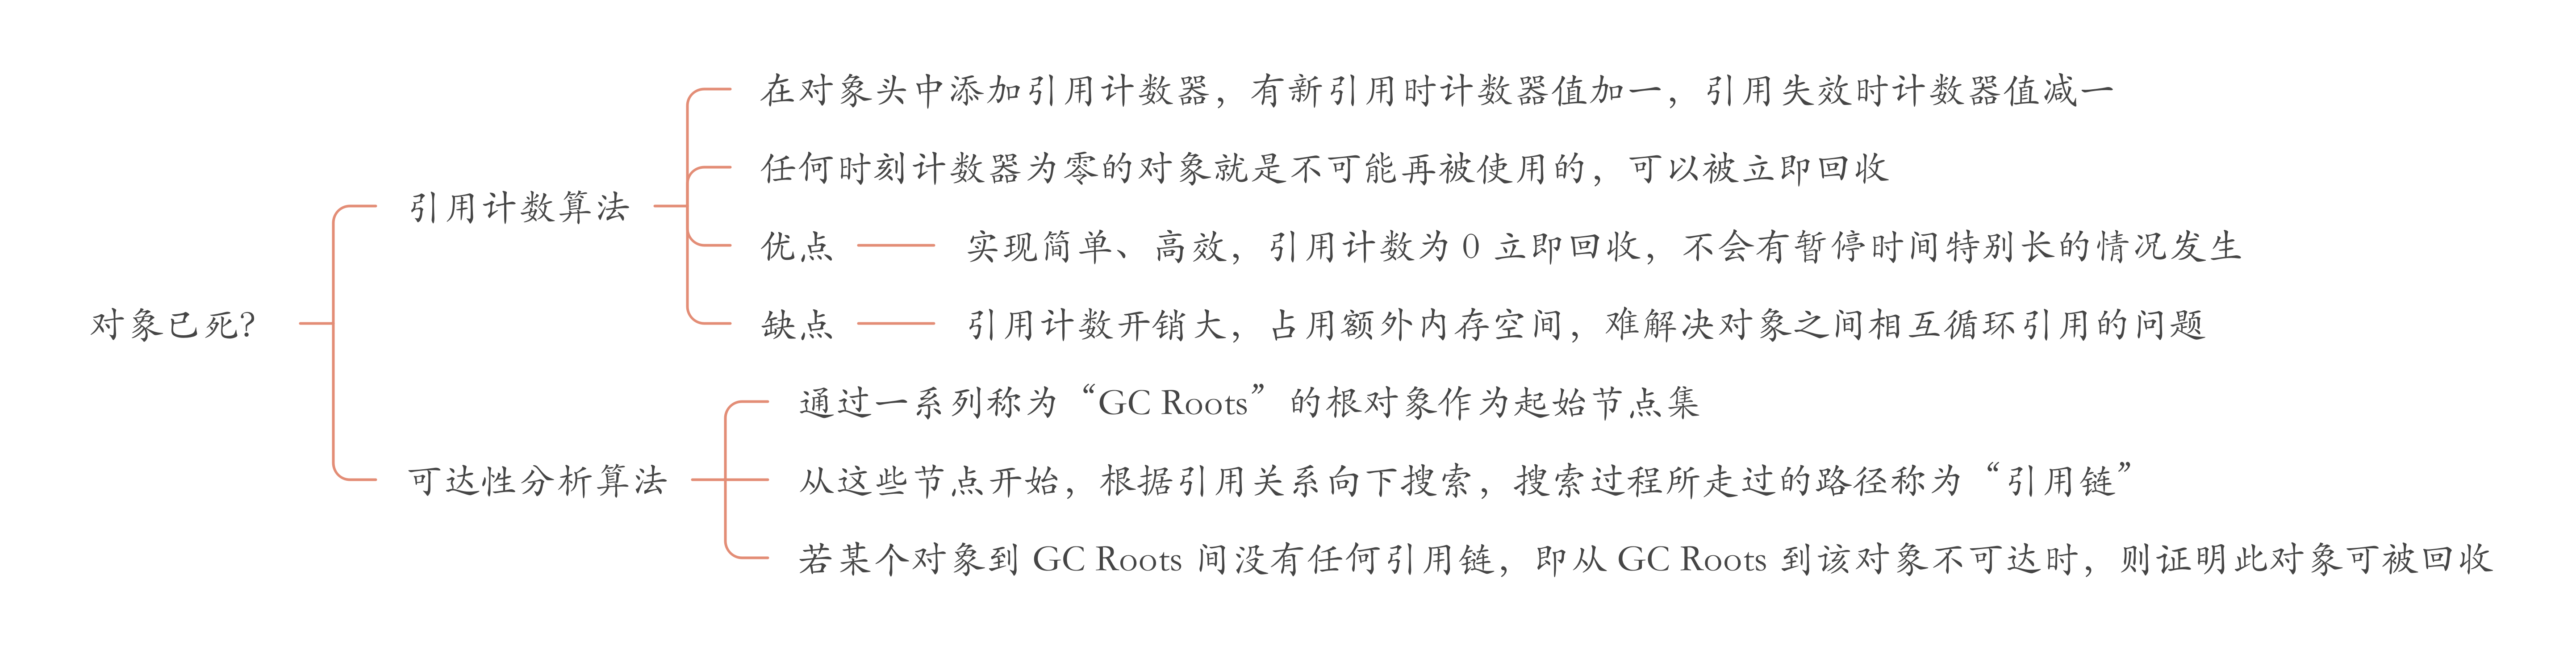 对象已死?
引用计数算法
在对象头中添加引用计数器，有新引用时计数器值加一，引用失效时计数器值减一
任何时刻计数器为零的对象就是不可能再被使用的，可以被立即回收
优点
实现简单、高效，引用计数为 0 立即回收，不会有暂停时间特别长的情况发生
缺点
引用计数开销大，占用额外内存空间，难解决对象之间相互循环引用的问题
可达性分析算法
通过一系列称为“GC Roots”的根对象作为起始节点集
从这些节点开始，根据引用关系向下搜索，搜索过程所走过的路径称为“引用链”
若某个对象到 GC Roots 间没有任何引用链，即从 GC Roots 到该对象不可达时，则证明此对象可被回收